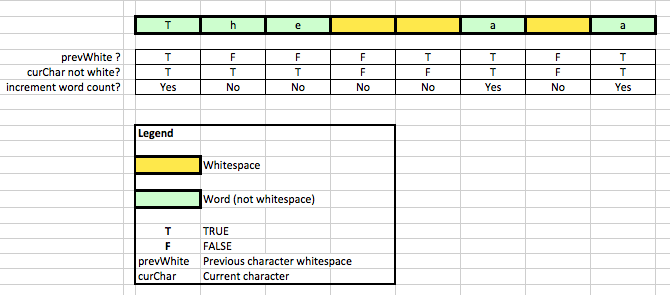 T h e a a
prevWhite ? T F F F T T F T
curChar not white? T T T F F T F T
increment word count? Yes No No No No Yes No Yes
Legend
Whitespace
Word (not whitespace)
T TRUE
F FALSE
prevWhite Previous character whitespace
curChar Current character